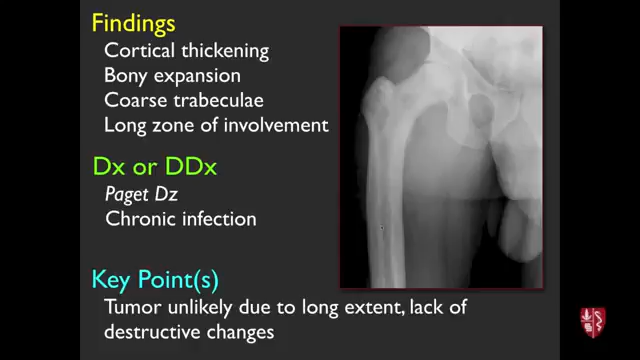 Findings
Cortical thickening
Bony expansion
Coarse trabeculae
Long zone of involvement
Dx or DDx
Paget Dz
Chronic infection
Key Point(s)
Tumor unlikely due to long extent, lack of
destructive changes